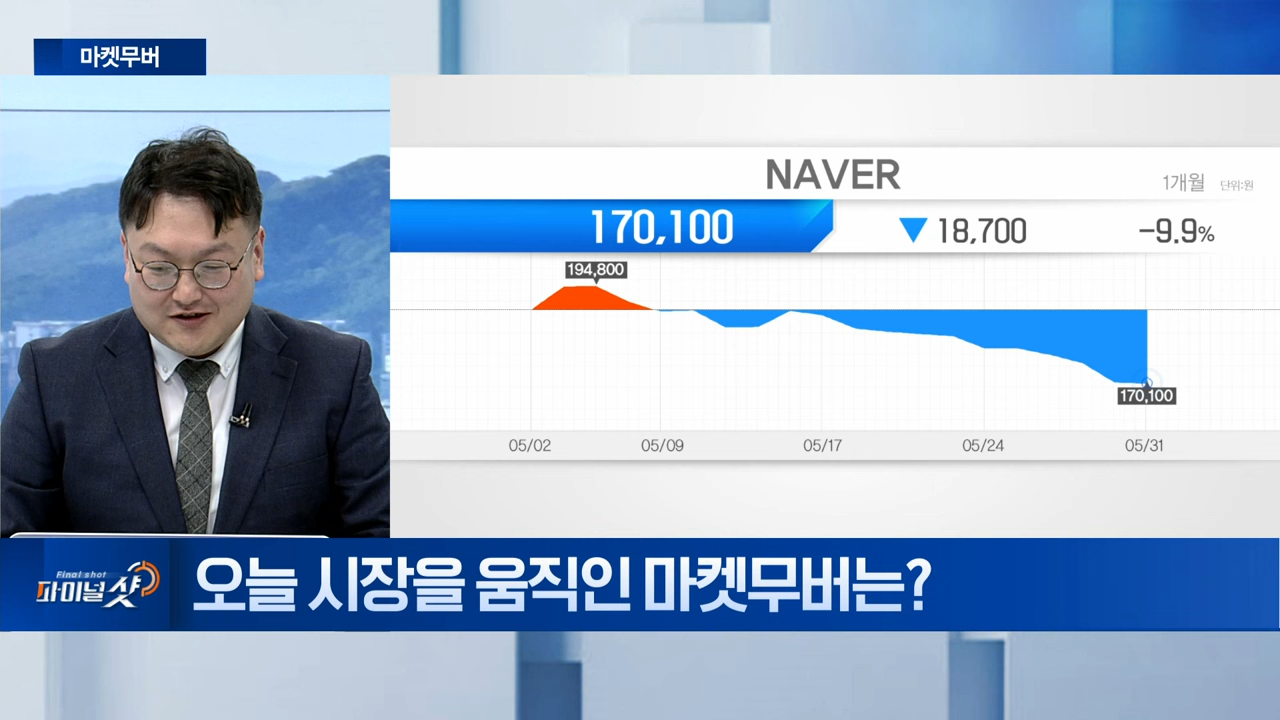 마켓무버
NAVER
1개월 단위:원
170,100 ▼ 18,700 -9.9%
194,800
170,100
05/02 05/09 05/17 05/24 05/31
Final shot
파이널샷
오늘 시장을 움직인 마켓무버는?